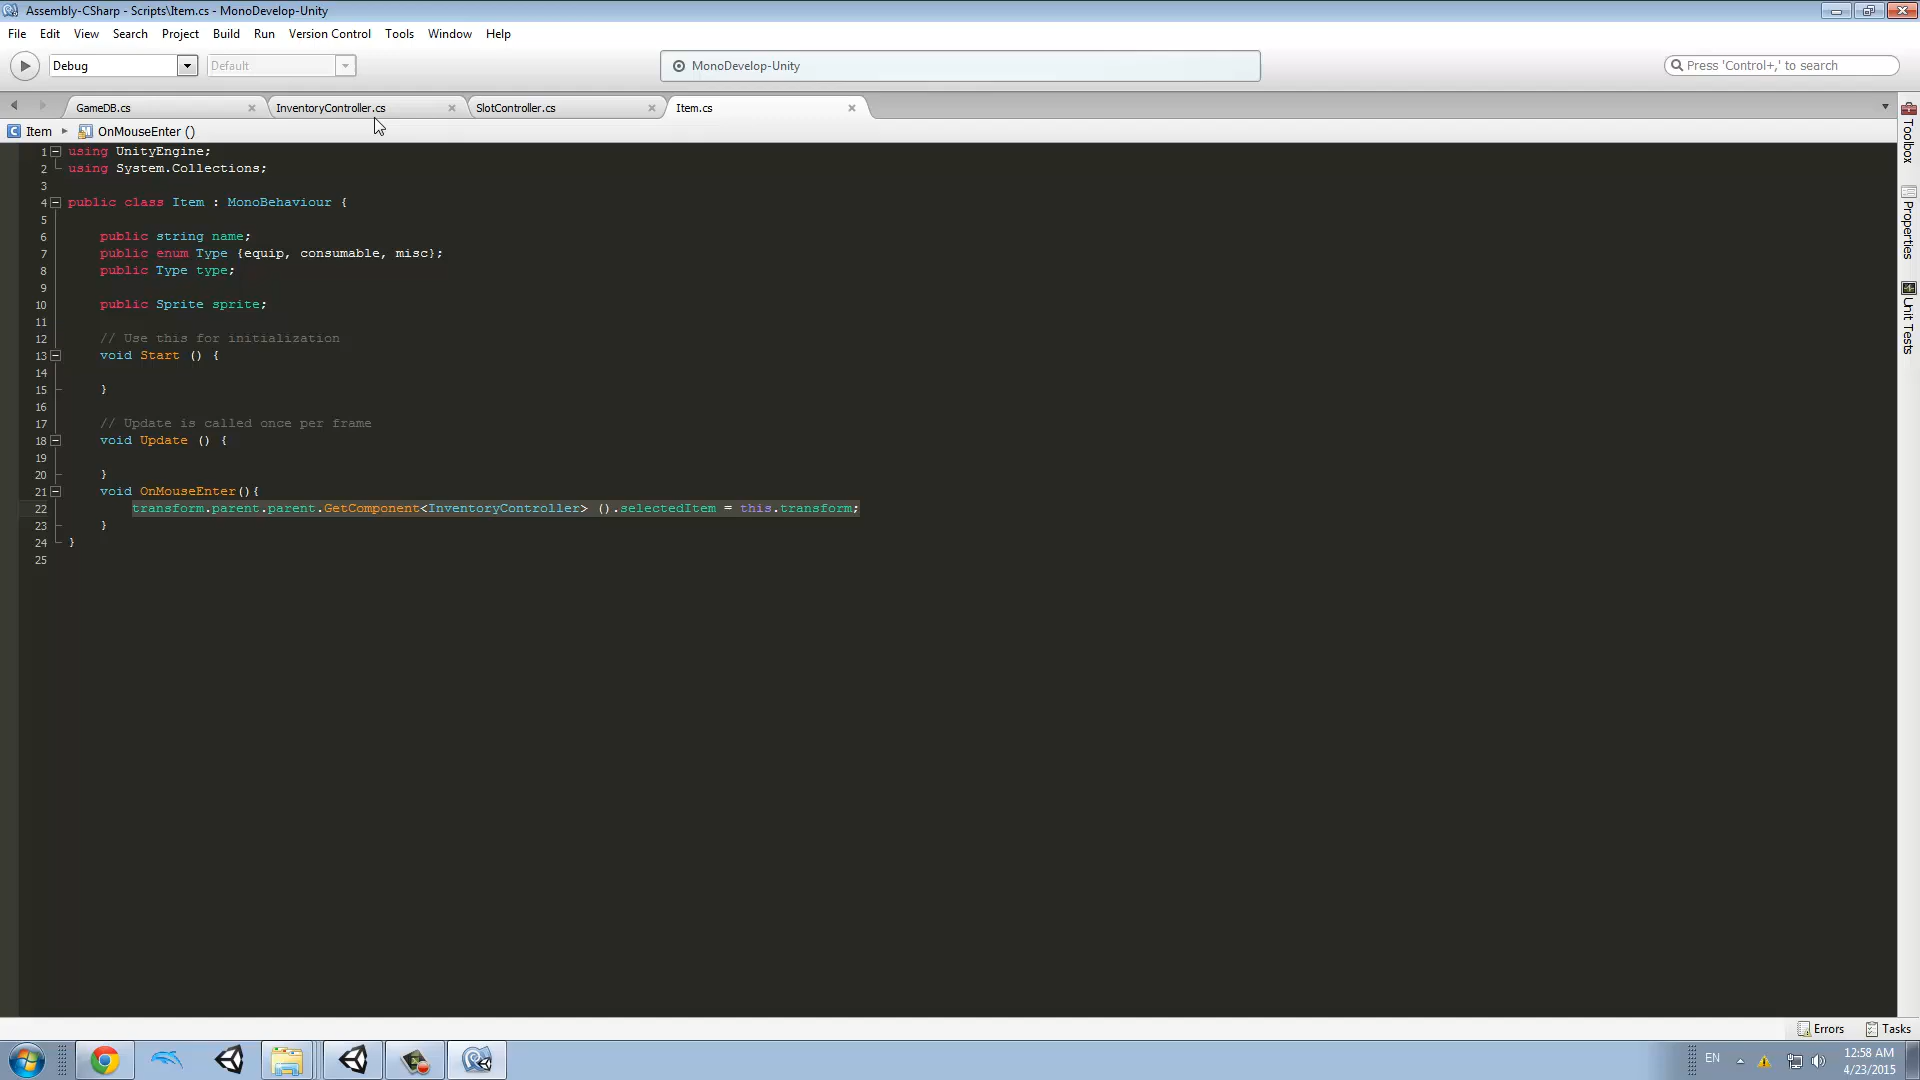 Assembly-CSharp - Scripts\Item.cs - MonoDevelop-Unity
File Edit View Search Project Build Run Version Control Tools Window Help
Debug Default MonoDevelop-Unity Press 'Control+,' to search
GameDB.cs InventoryController.cs SlotController.cs Item.cs
Item OnMouseEnter ()
1 using UnityEngine;
2 using System.Collections;
3
4 public class Item : MonoBehaviour {
5
6 public string name;
7 public enum Type {equip, consumable, misc};
8 public Type type;
9
10 public Sprite sprite;
11
12 // Use this for initialization
13 void Start () {
14
15 }
16
17 // Update is called once per frame
18 void Update () {
19
20 }
21 void OnMouseEnter(){
22 transform.parent.parent.GetComponent<InventoryController> ().selectedItem = this.transform;
23 }
24 }
25
Toolbox
Properties
Unit Tests
Errors Tasks
EN 12:58 AM
4/23/2015